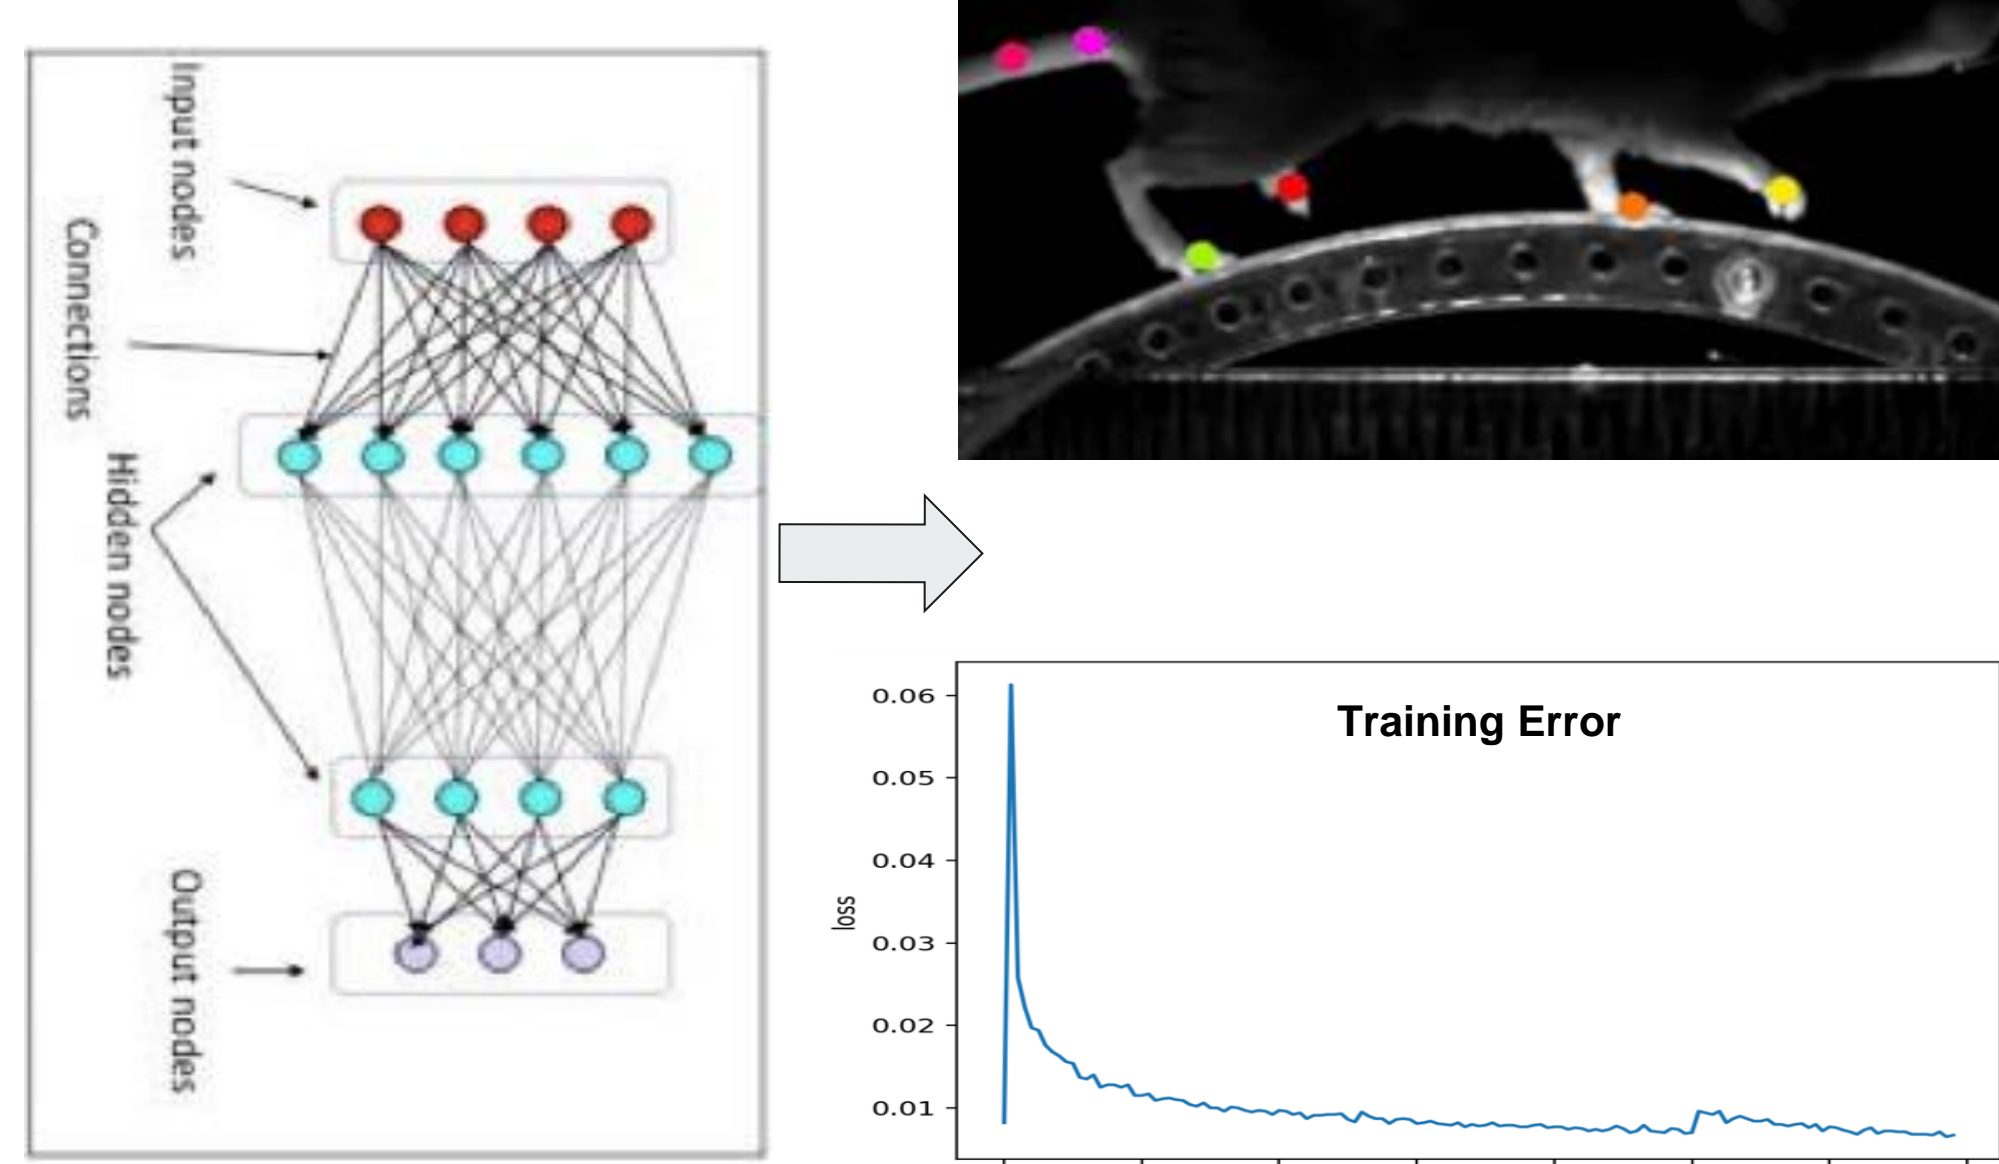 Input nodes
Connections
Hidden nodes
Output nodes
Training Error
0.06
0.05
0.04
0.03
0.02
0.01
loss